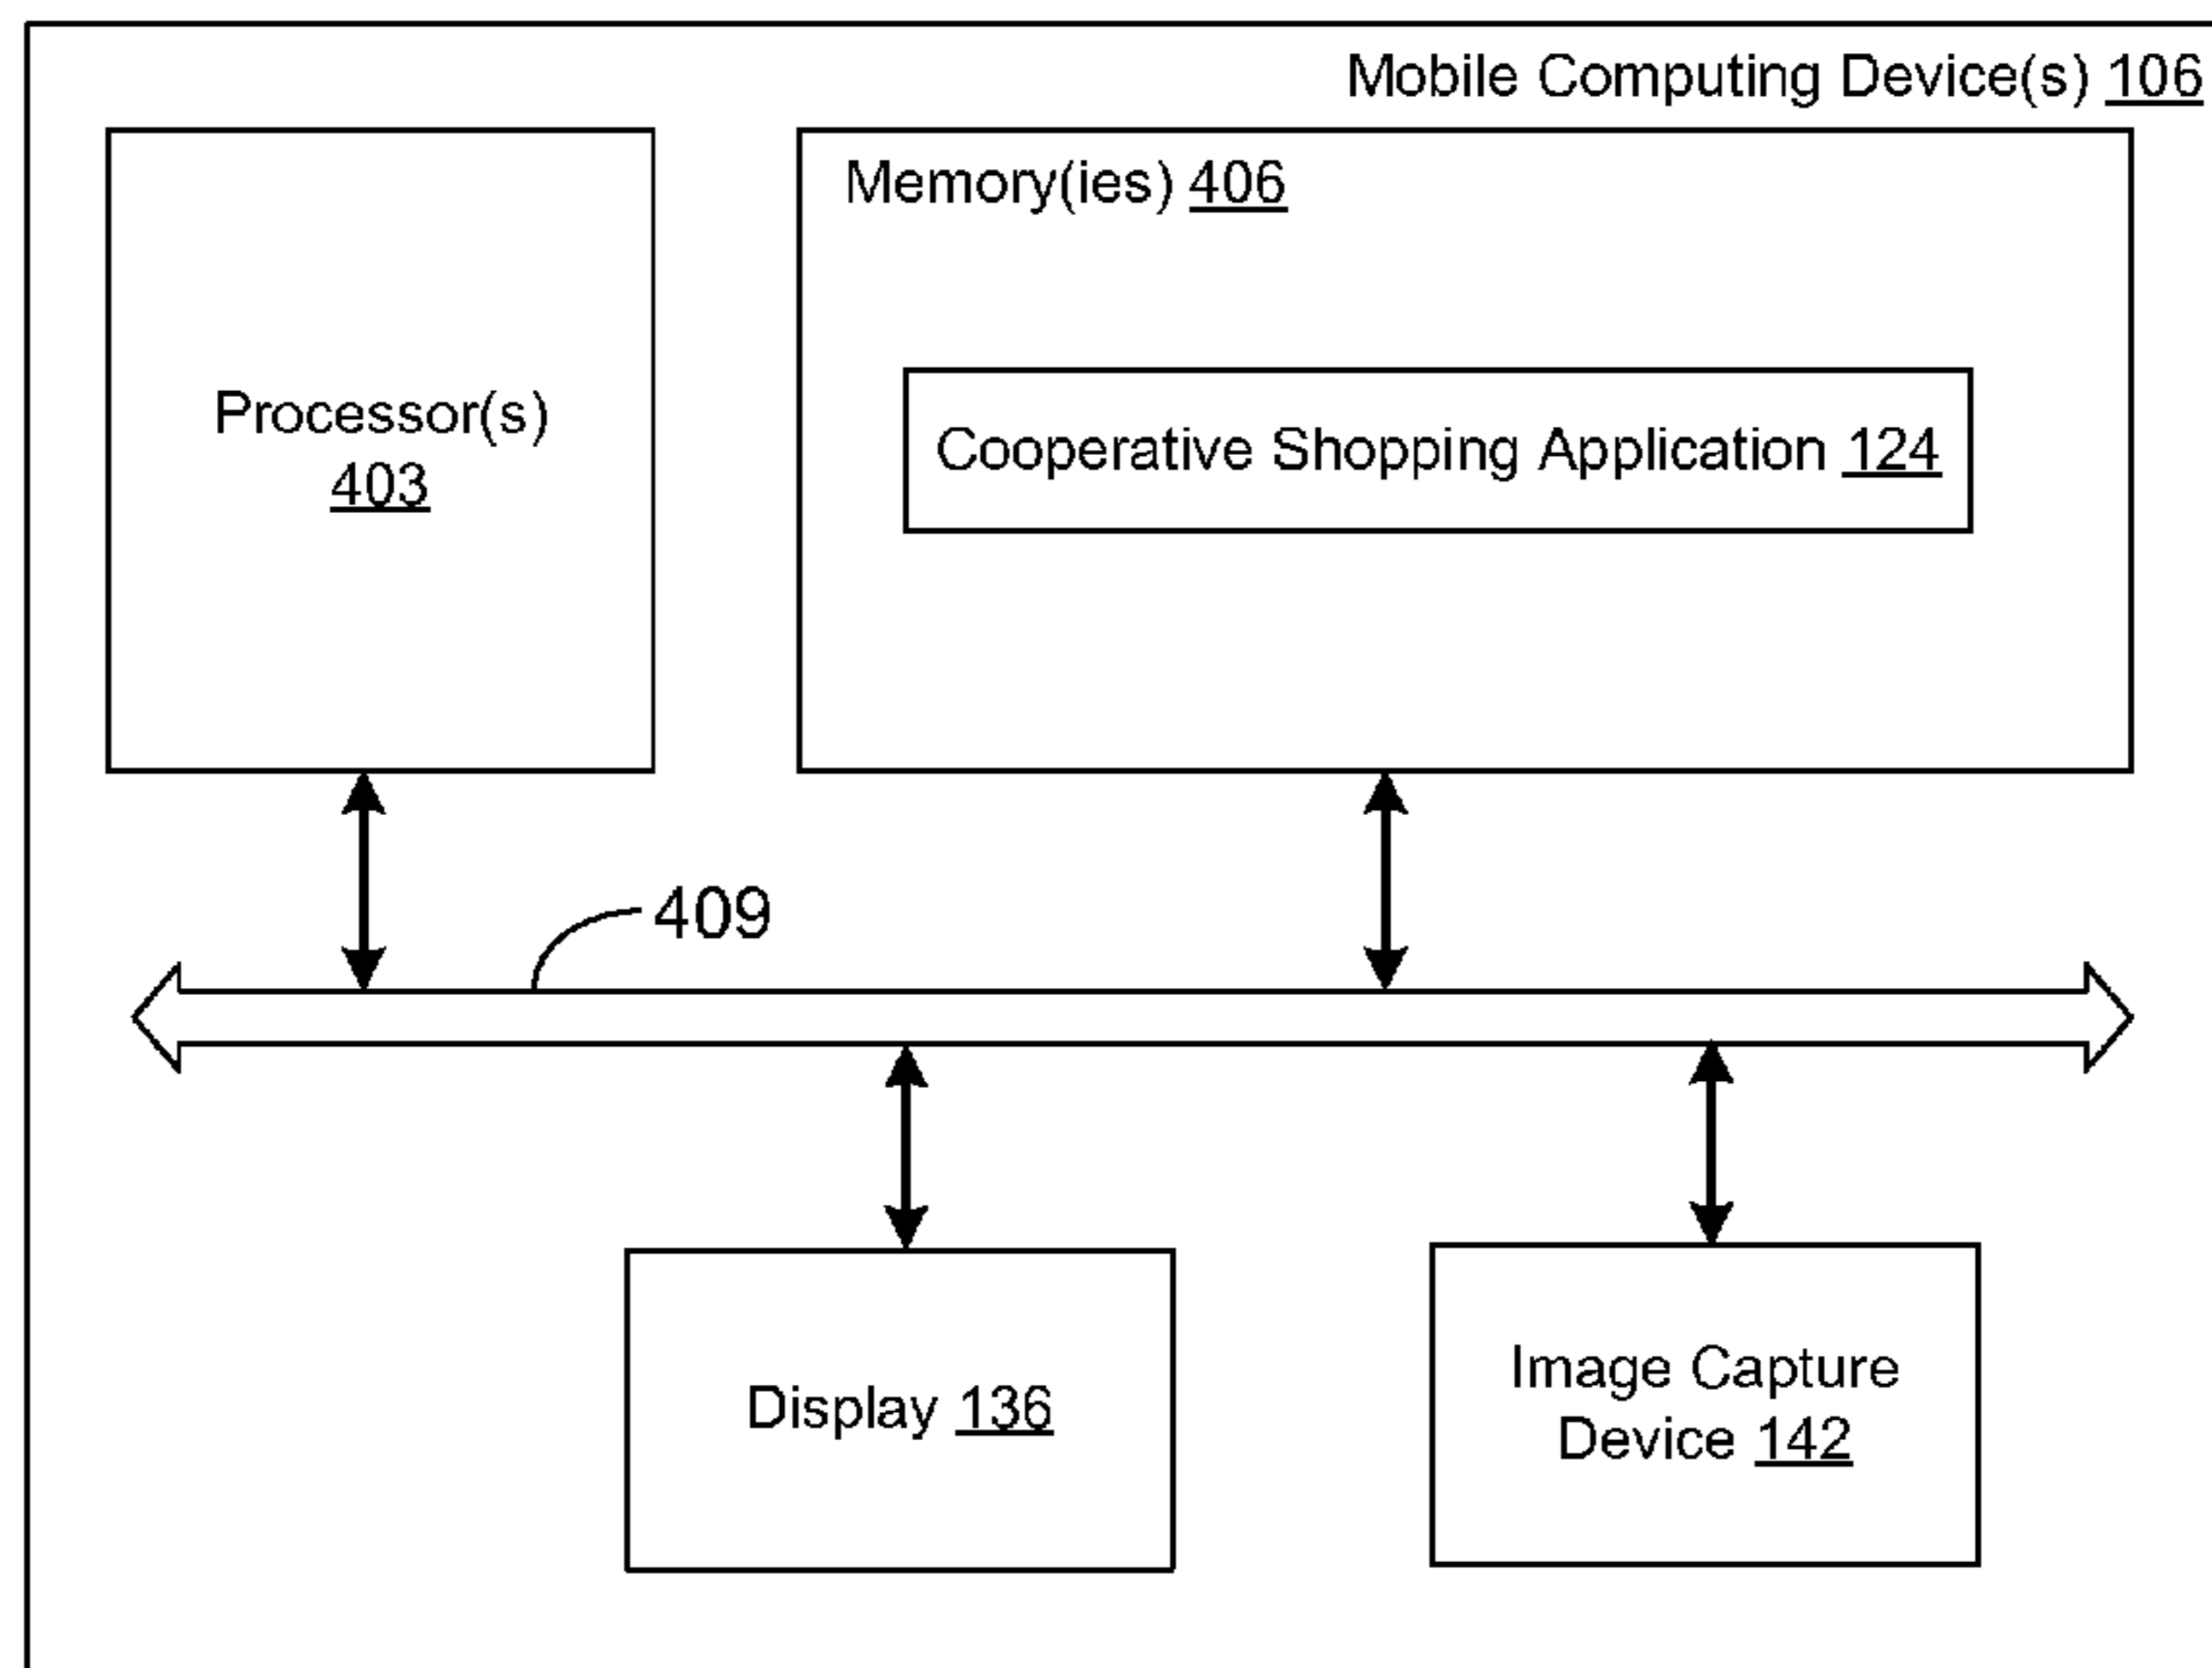 Mobile Computing Device(s) 106
Processor(s)
403
Memory(ies) 406
Cooperative Shopping Application 124
409
Display 136
Image Capture
Device 142